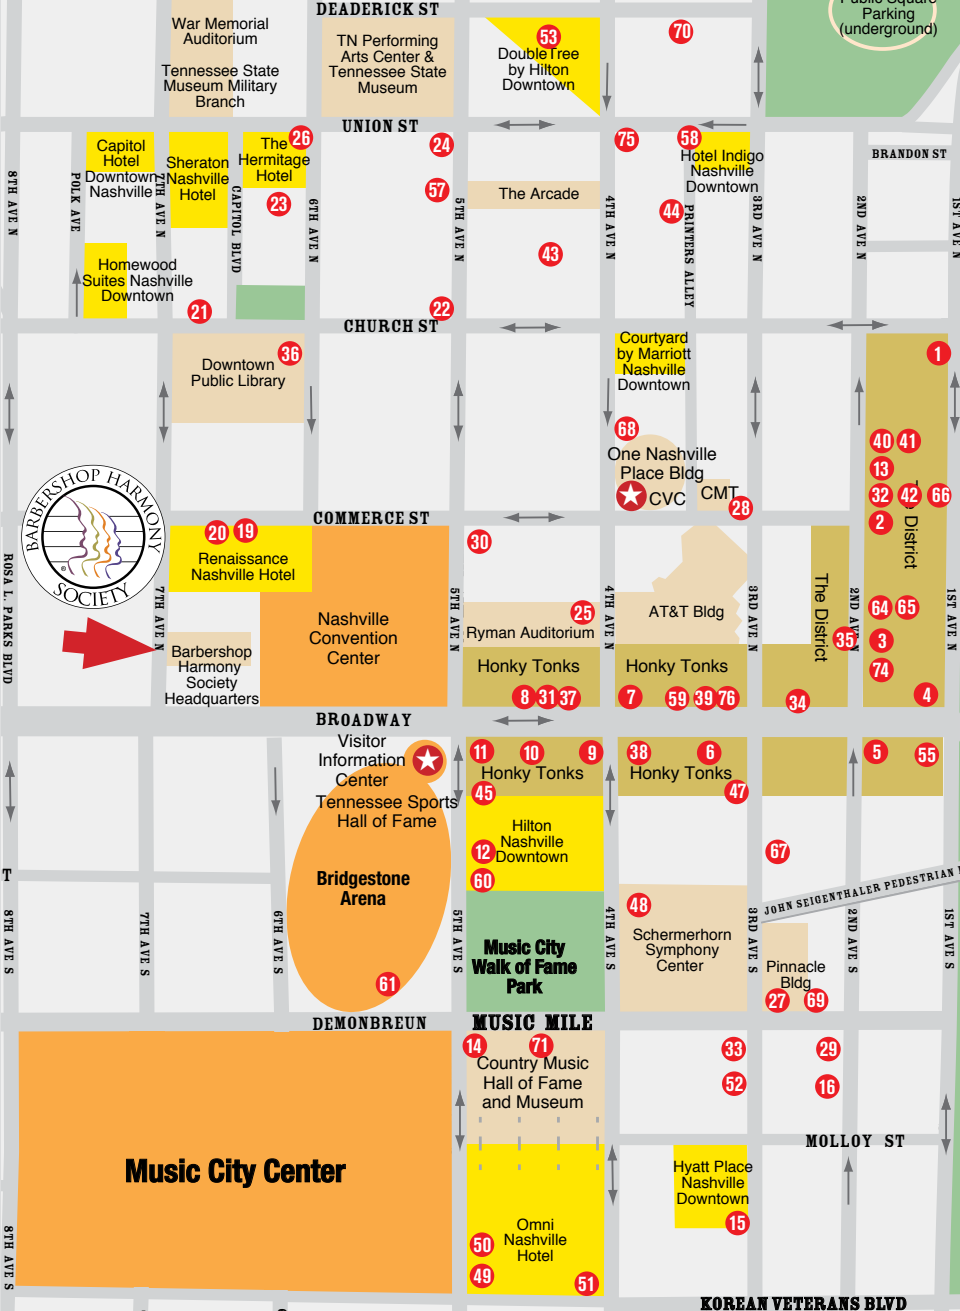 DEADERICK ST
War Memorial
Auditorium
Tennessee State
Museum Military
Branch
TN Performing
Arts Center &
Tennessee State
Museum
53
DoubleTree
by Hilton
Downtown
70
Public Square
Parking
(underground)
UNION ST
8TH AVE N
POLK AVE
Capitol
Hotel
Downtown
Nashville
7TH AVE N
Sheraton
Nashville
Hotel
CAPITOL BLVD
26
The
Hermitage
Hotel
23
6TH AVE N
24
57
5TH AVE N
The Arcade
43
4TH AVE N
75
58
Hotel Indigo
Nashville
Downtown
44
PRINTERS ALLEY
3RD AVE N
2ND AVE N
BRANDON ST
1ST AVE N
Homewood
Suites Nashville
Downtown
21
22
CHURCH ST
36
Downtown
Public Library
Courtyard
by Marriott
Nashville
Downtown
68
One Nashville
Place Bldg
CVC
CMT
28
1
40
41
13
32
42
66
2
The District
64
65
3
74
4
BARBERSHOP HARMONY
SOCIETY
®
COMMERCE ST
ROSA L. PARKS BLVD
7TH AVE N
20
19
Renaissance
Nashville Hotel
Nashville
Convention
Center
Barbershop
Harmony
Society
Headquarters
5TH AVE N
30
25
Ryman Auditorium
Honky Tonks
8
31
37
4TH AVE N
AT&T Bldg
Honky Tonks
7
59
39
76
3RD AVE N
The District
35
34
2ND AVE N
1ST AVE N
BROADWAY
Visitor
Information
Center
Tennessee Sports
Hall of Fame
Bridgestone
Arena
61
11
10
9
Honky Tonks
45
Hilton
Nashville
Downtown
12
60
Music City
Walk of Fame
Park
38
6
Honky Tonks
47
48
Schermerhorn
Symphony
Center
5
55
67
JOHN SEIGENTHALER PEDESTRIAN
Pinnacle
Bldg
27
69
T
8TH AVE S
7TH AVE S
6TH AVE S
5TH AVE S
4TH AVE S
3RD AVE S
2ND AVE S
1ST AVE S
DEMONBREUN
MUSIC MILE
14
71
Country Music
Hall of Fame
and Museum
33
29
52
16
MOLLOY ST
Music City Center
8TH AVE S
Omni
Nashville
Hotel
50
49
51
Hyatt Place
Nashville
Downtown
15
KOREAN VETERANS BLVD